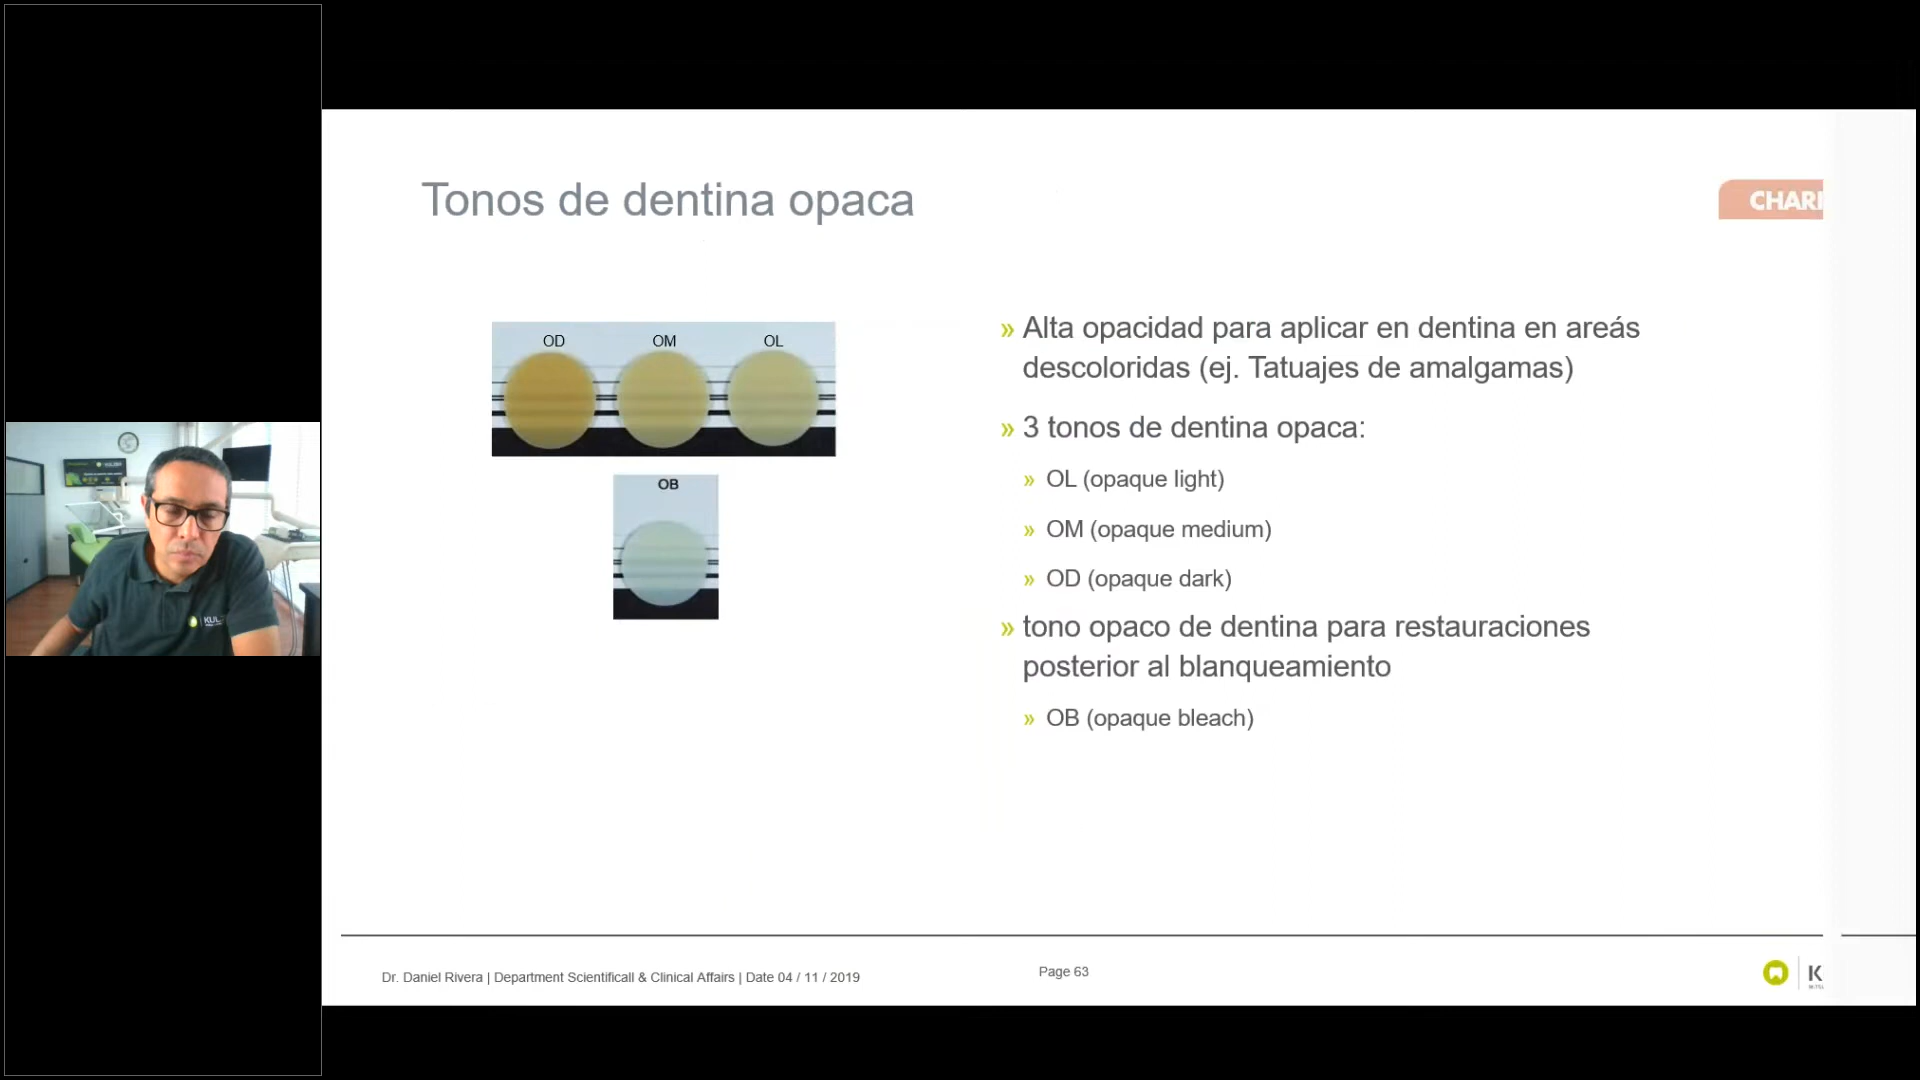 Tonos de dentina opaca
CHARI
OD OM OL
OB
» Alta opacidad para aplicar en dentina en areás
descoloridas (ej. Tatuajes de amalgamas)
» 3 tonos de dentina opaca:
» OL (opaque light)
» OM (opaque medium)
» OD (opaque dark)
» tono opaco de dentina para restauraciones
posterior al blanqueamiento
» OB (opaque bleach)
KUL
Dr. Daniel Rivera | Department Scientificall & Clinical Affairs | Date 04 / 11 / 2019
Page 63
K